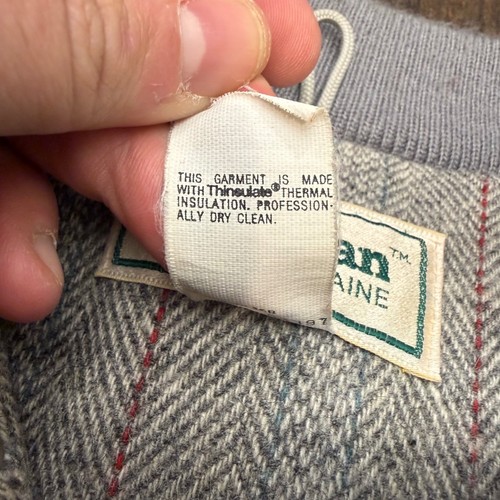 THIS GARMENT IS MADE
WITH Thinsulate® THERMAL
INSULATION. PROFESSION-
ALLY DRY CLEAN.
an™
AINE